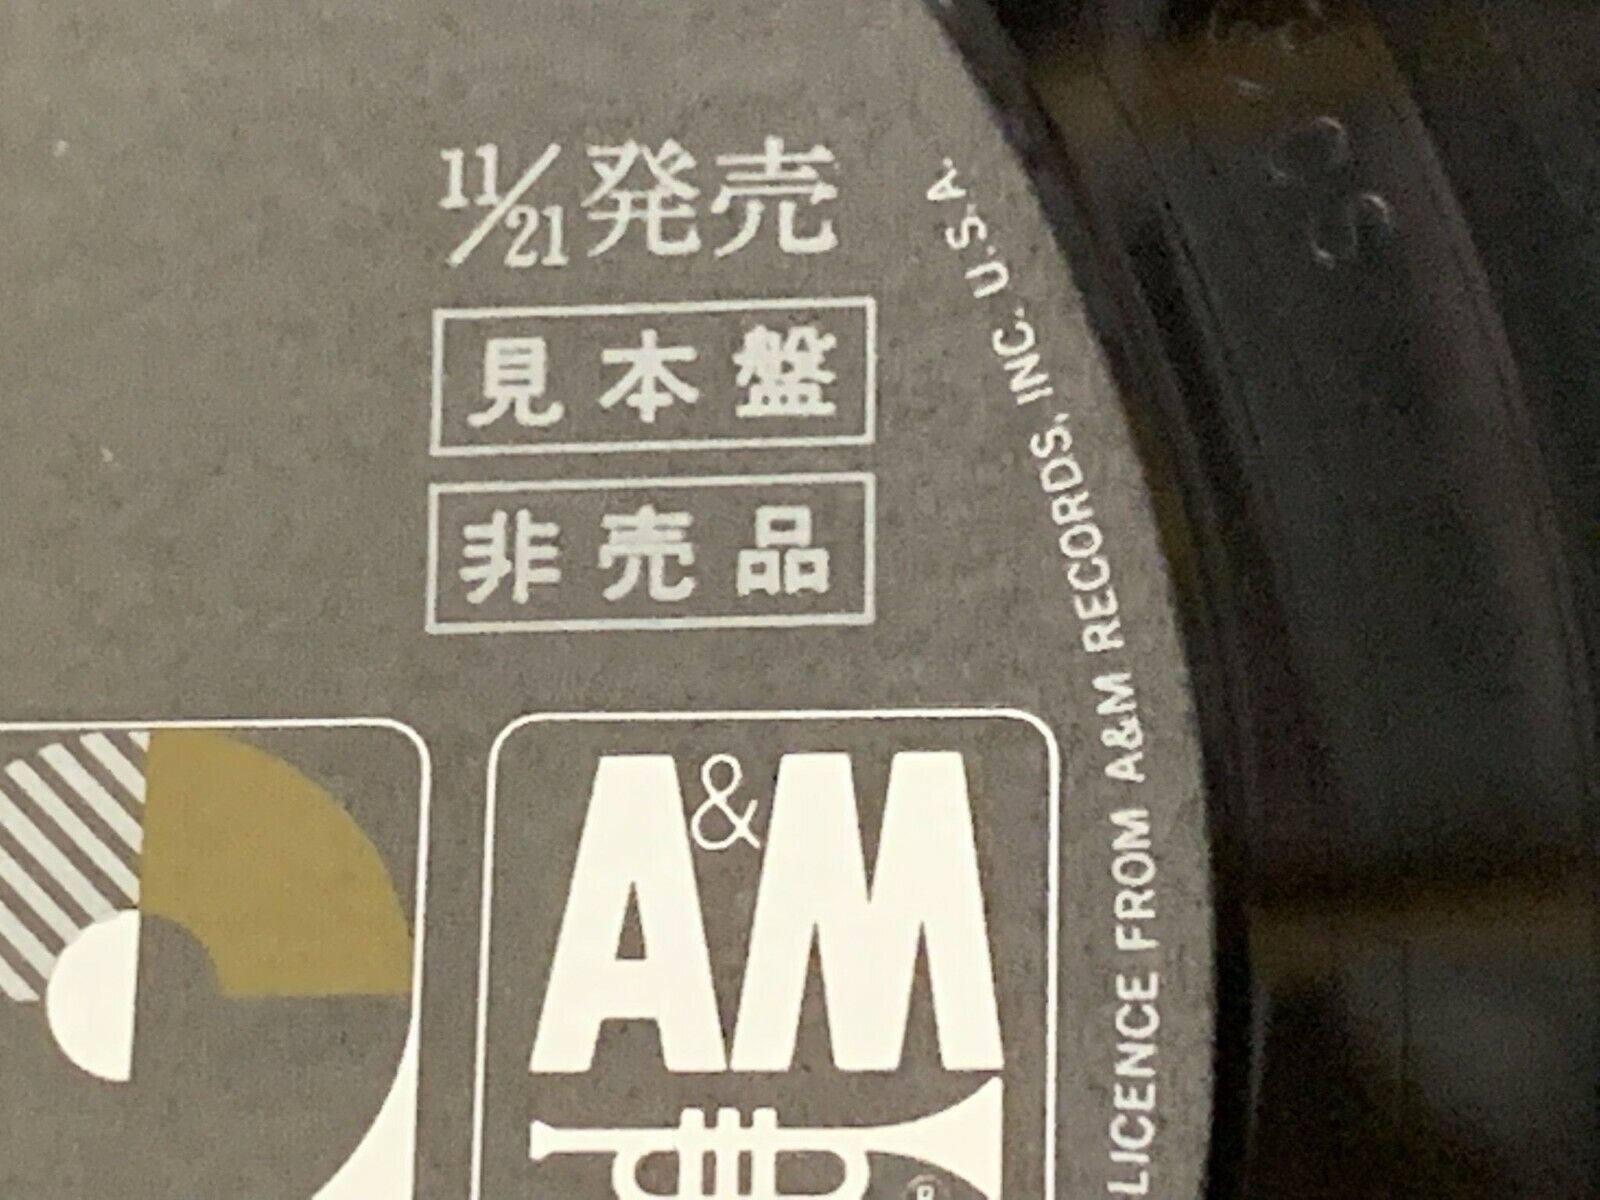 11/21発売
見本盤
非売品
A&M
®
LICENCE FROM A&M RECORDS, INC. U.S.A.